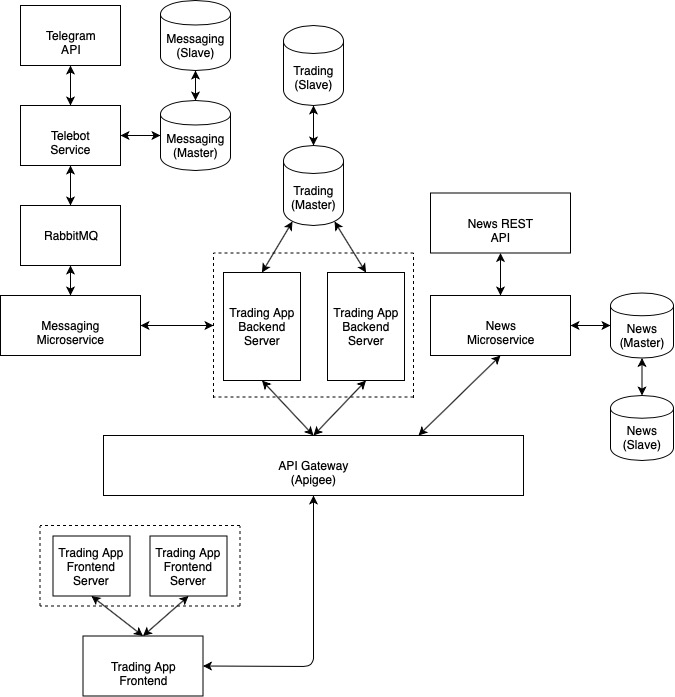 Telegram
API
Messaging
(Slave)
Trading
(Slave)
Telebot
Service
Messaging
(Master)
Trading
(Master)
RabbitMQ
News REST
API
Messaging
Microservice
Trading App
Backend
Server
Trading App
Backend
Server
News
Microservice
News
(Master)
News
(Slave)
API Gateway
(Apigee)
Trading App
Frontend
Server
Trading App
Frontend
Server
Trading App
Frontend